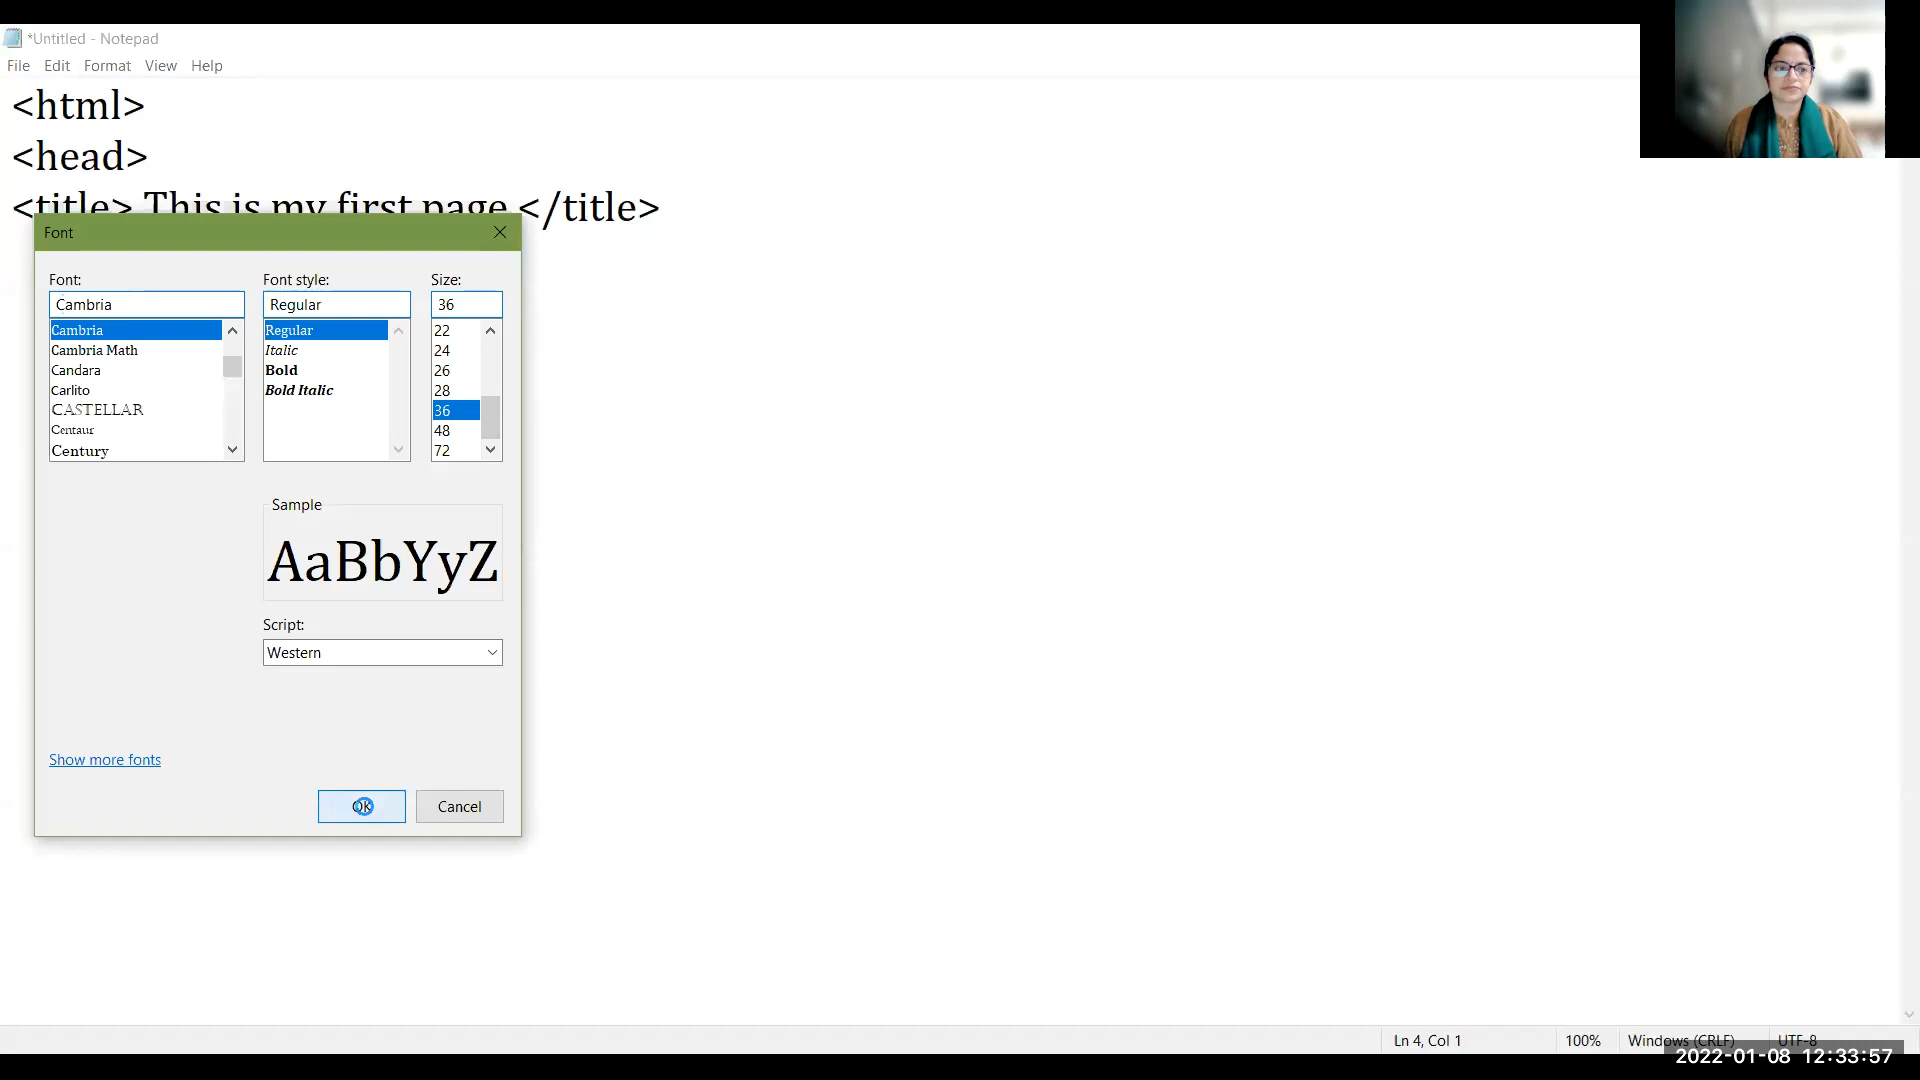 *Untitled - Notepad
File Edit Format View Help
<html>
<head>
<title> This is my first page </title>
Font
Font: Font style: Size:
Cambria Regular 36
Cambria Regular 22
Cambria Math Italic 24
Candara Bold 26
Carlito Bold Italic 28
CASTELLAR 36
Centaur 48
Century 72
Sample
AaBbYyZ
Script:
Western
Show more fonts
OK Cancel
Ln 4, Col 1 100% Windows (CRLF) UTF-8
2022-01-08 12:33:57